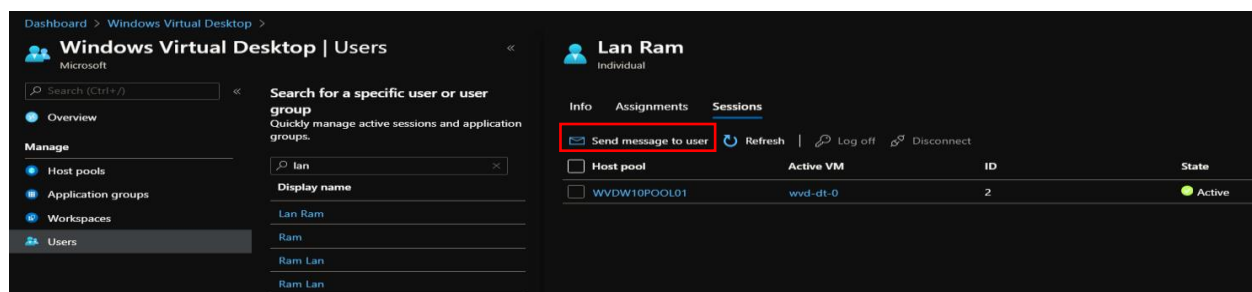 Dashboard > Windows Virtual Desktop >
Windows Virtual Desktop | Users
Microsoft
Search (Ctrl+/)
Overview
Manage
Host pools
Application groups
Workspaces
Users
Search for a specific user or user
group
Quickly manage active sessions and application
groups.
lan
Display name
Lan Ram
Ram
Ram Lan
Ram Lan
Lan Ram
Individual
Info Assignments Sessions
Send message to user Refresh | Log off Disconnect
Host pool Active VM ID State
WVDW10POOL01 wvd-dt-0 2 Active